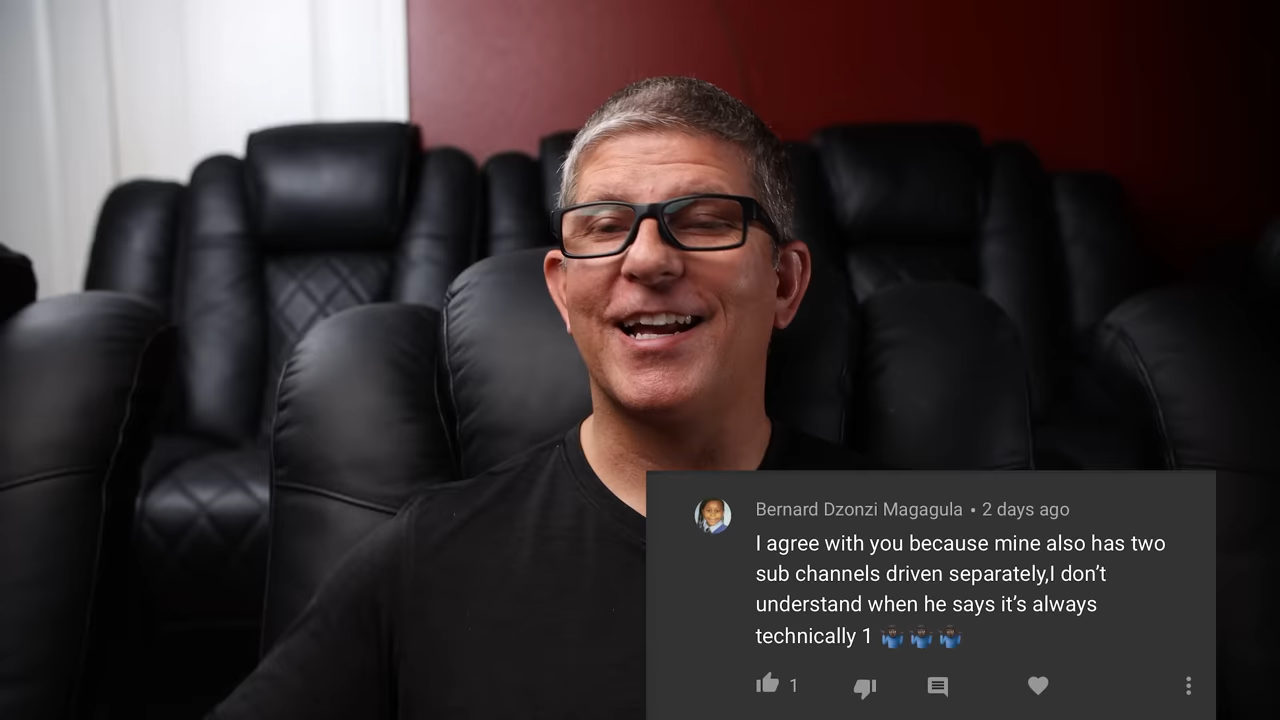 Bernard Dzonzi Magagula • 2 days ago
I agree with you because mine also has two
sub channels driven separately,I don’t
understand when he says it’s always
technically 1 🤷🏿‍♂️🤷🏿‍♂️🤷🏿‍♂️
1